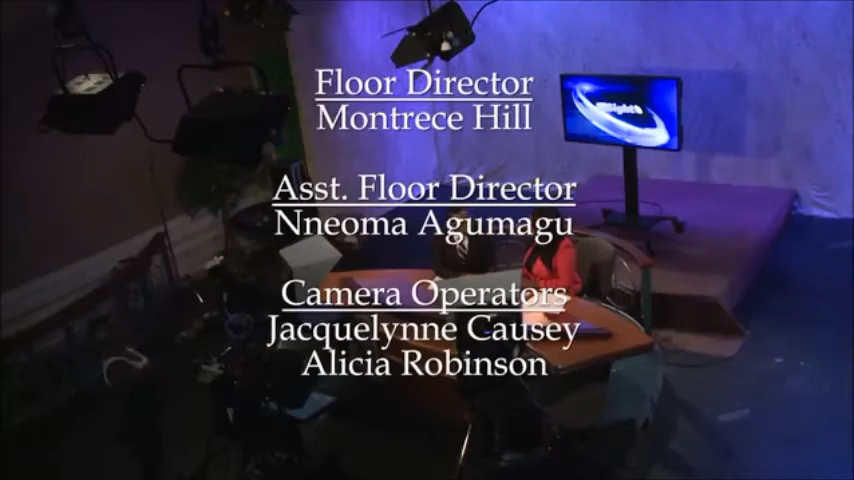 Floor Director
Montrece Hill
Asst. Floor Director
Nneoma Agumagu
Camera Operators
Jacquelynne Causey
Alicia Robinson